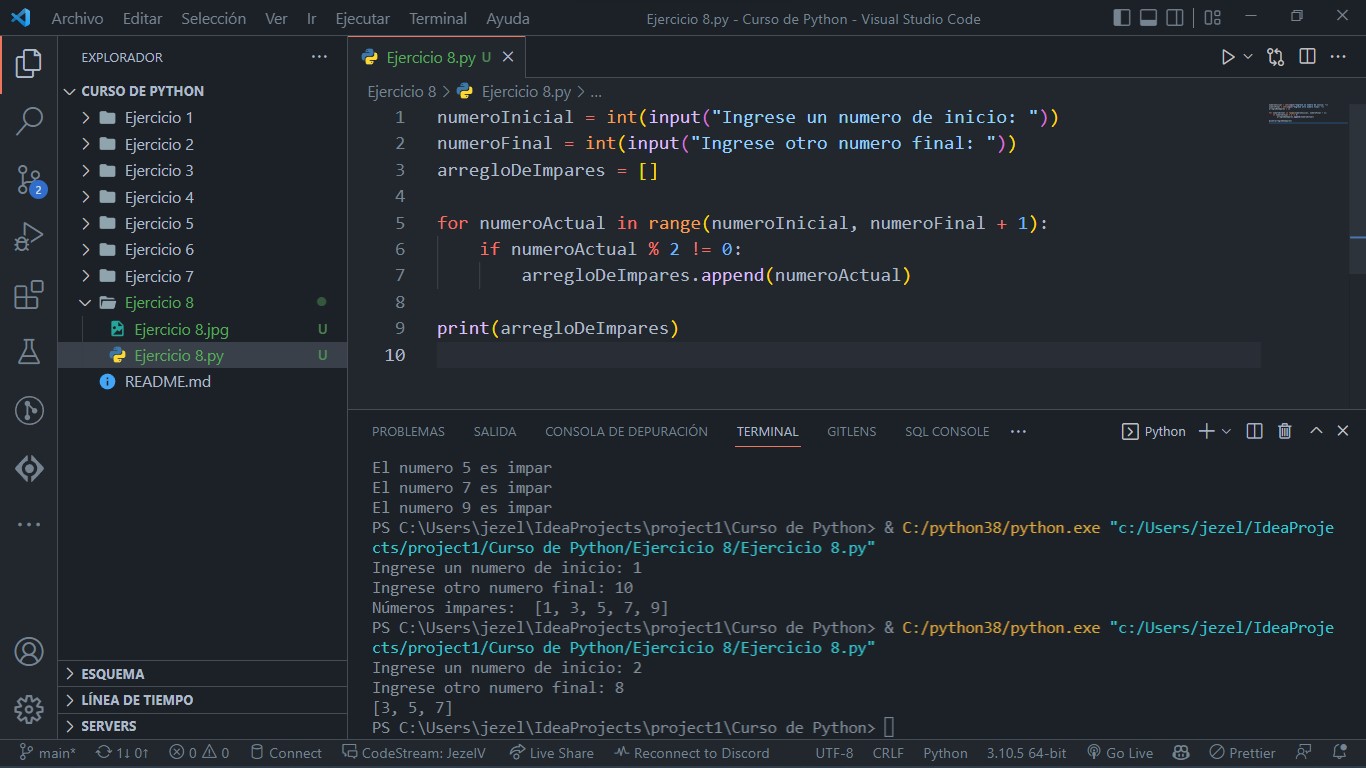 Archivo Editar Selección Ver Ir Ejecutar Terminal Ayuda Ejercicio 8.py - Curso de Python - Visual Studio Code
EXPLORADOR
CURSO DE PYTHON
Ejercicio 1
Ejercicio 2
Ejercicio 3
Ejercicio 4
Ejercicio 5
Ejercicio 6
Ejercicio 7
Ejercicio 8
Ejercicio 8.jpg U
Ejercicio 8.py U
README.md
ESQUEMA
LÍNEA DE TIEMPO
SERVERS
2
Ejercicio 8.py U
Ejercicio 8 > Ejercicio 8.py > ...
1 numeroInicial = int(input("Ingrese un numero de inicio: "))
2 numeroFinal = int(input("Ingrese otro numero final: "))
3 arregloDeImpares = []
4
5 for numeroActual in range(numeroInicial, numeroFinal + 1):
6 if numeroActual % 2 != 0:
7 arregloDeImpares.append(numeroActual)
8
9 print(arregloDeImpares)
10
PROBLEMAS SALIDA CONSOLA DE DEPURACIÓN TERMINAL GITLENS SQL CONSOLE Python
El numero 5 es impar
El numero 7 es impar
El numero 9 es impar
PS C:\Users\jezel\IdeaProjects\project1\Curso de Python> & C:/python38/python.exe "c:/Users/jezel/IdeaProje
cts/project1/Curso de Python/Ejercicio 8/Ejercicio 8.py"
Ingrese un numero de inicio: 1
Ingrese otro numero final: 10
Números impares:  [1, 3, 5, 7, 9]
PS C:\Users\jezel\IdeaProjects\project1\Curso de Python> & C:/python38/python.exe "c:/Users/jezel/IdeaProje
cts/project1/Curso de Python/Ejercicio 8/Ejercicio 8.py"
Ingrese un numero de inicio: 2
Ingrese otro numero final: 8
[3, 5, 7]
PS C:\Users\jezel\IdeaProjects\project1\Curso de Python>
main* 1↓ 0↑ 0 0 Connect CodeStream: JezelV Live Share Reconnect to Discord UTF-8 CRLF Python 3.10.5 64-bit Go Live Prettier